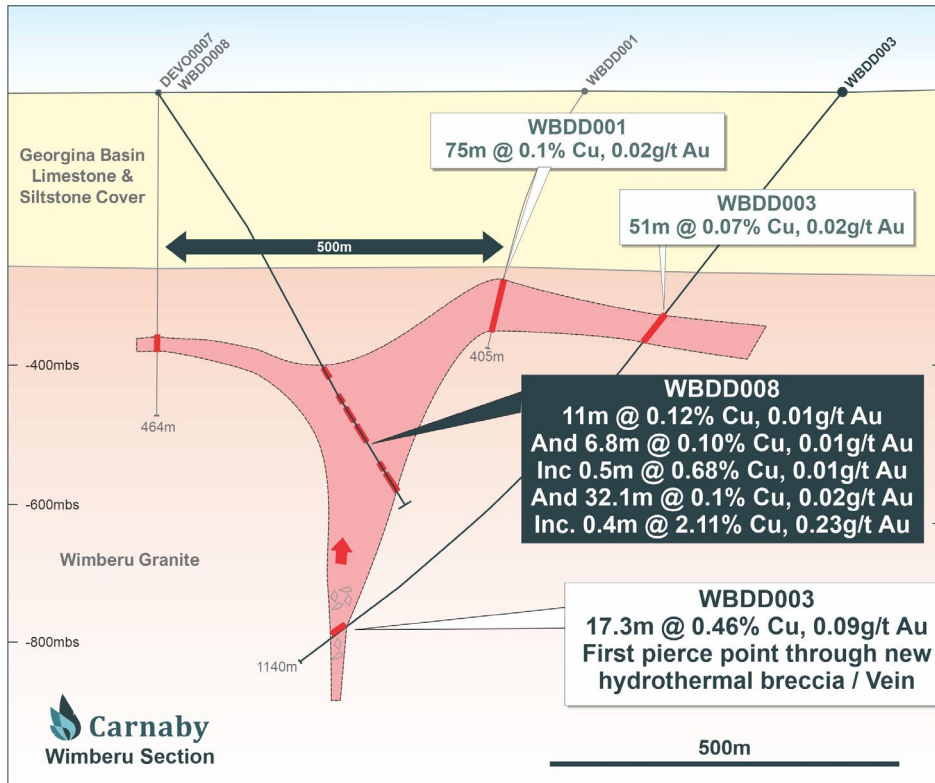 DEVO0007
WBDD008
WBDD001
WBDD003
Georgina Basin
Limestone &
Siltstone Cover
WBDD001
75m @ 0.1% Cu, 0.02g/t Au
WBDD003
51m @ 0.07% Cu, 0.02g/t Au
500m
-400mbs
405m
464m
WBDD008
11m @ 0.12% Cu, 0.01g/t Au
And 6.8m @ 0.10% Cu, 0.01g/t Au
Inc 0.5m @ 0.68% Cu, 0.01g/t Au
And 32.1m @ 0.1% Cu, 0.02g/t Au
Inc. 0.4m @ 2.11% Cu, 0.23g/t Au
-600mbs
Wimberu Granite
WBDD003
17.3m @ 0.46% Cu, 0.09g/t Au
First pierce point through new
hydrothermal breccia / Vein
-800mbs
1140m
Carnaby
Wimberu Section
500m